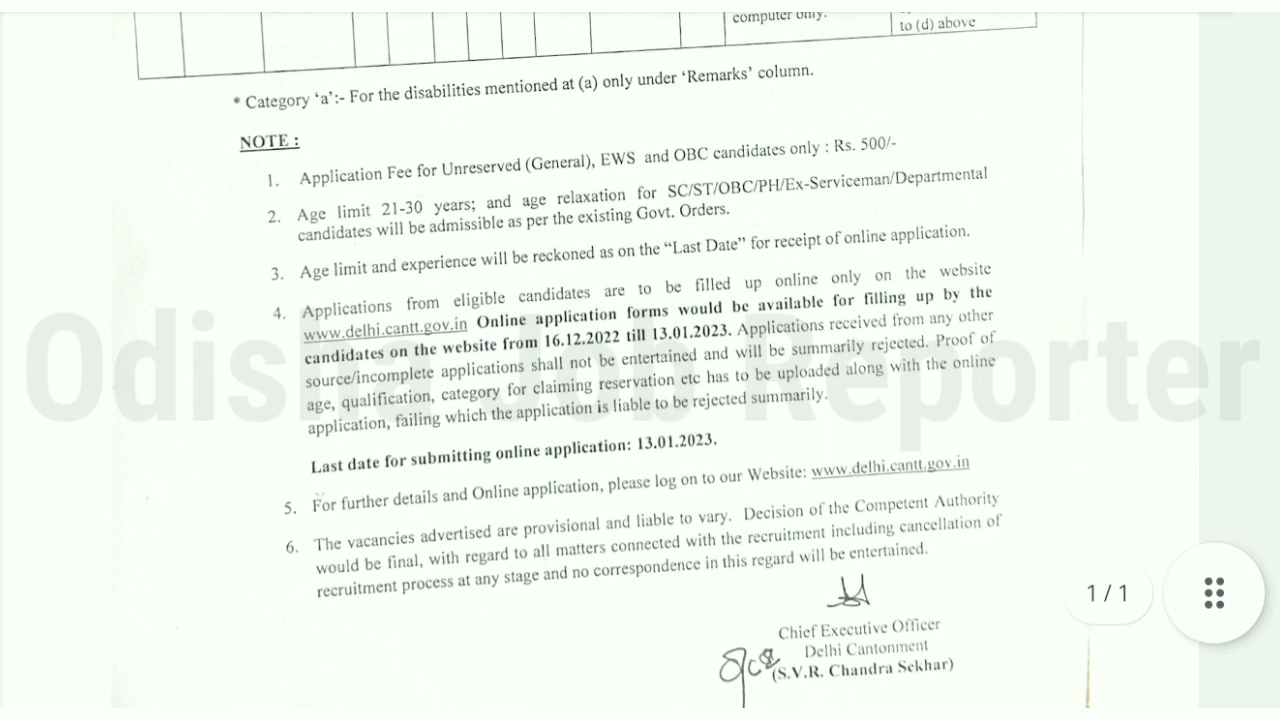 computer only.
to (d) above
* Category ‘a’:- For the disabilities mentioned at (a) only under ‘Remarks’ column.
NOTE :
1. Application Fee for Unreserved (General), EWS and OBC candidates only : Rs. 500/-
2. Age limit 21-30 years; and age relaxation for SC/ST/OBC/PH/Ex-Serviceman/Departmental
candidates will be admissible as per the existing Govt. Orders.
3. Age limit and experience will be reckoned as on the “Last Date” for receipt of online application.
4. Applications from eligible candidates are to be filled up online only on the website
www.delhi.cantt.gov.in Online application forms would be available for filling up by the
candidates on the website from 16.12.2022 till 13.01.2023. Applications received from any other
source/incomplete applications shall not be entertained and will be summarily rejected. Proof of
age, qualification, category for claiming reservation etc has to be uploaded along with the online
application, failing which the application is liable to be rejected summarily.
Last date for submitting online application: 13.01.2023.
5. For further details and Online application, please log on to our Website: www.delhi.cantt.gov.in
6. The vacancies advertised are provisional and liable to vary. Decision of the Competent Authority
would be final, with regard to all matters connected with the recruitment including cancellation of
recruitment process at any stage and no correspondence in this regard will be entertained.
Chief Executive Officer
Delhi Cantonment
(S.V.R. Chandra Sekhar)
Odisha Job Reporter
1 / 1